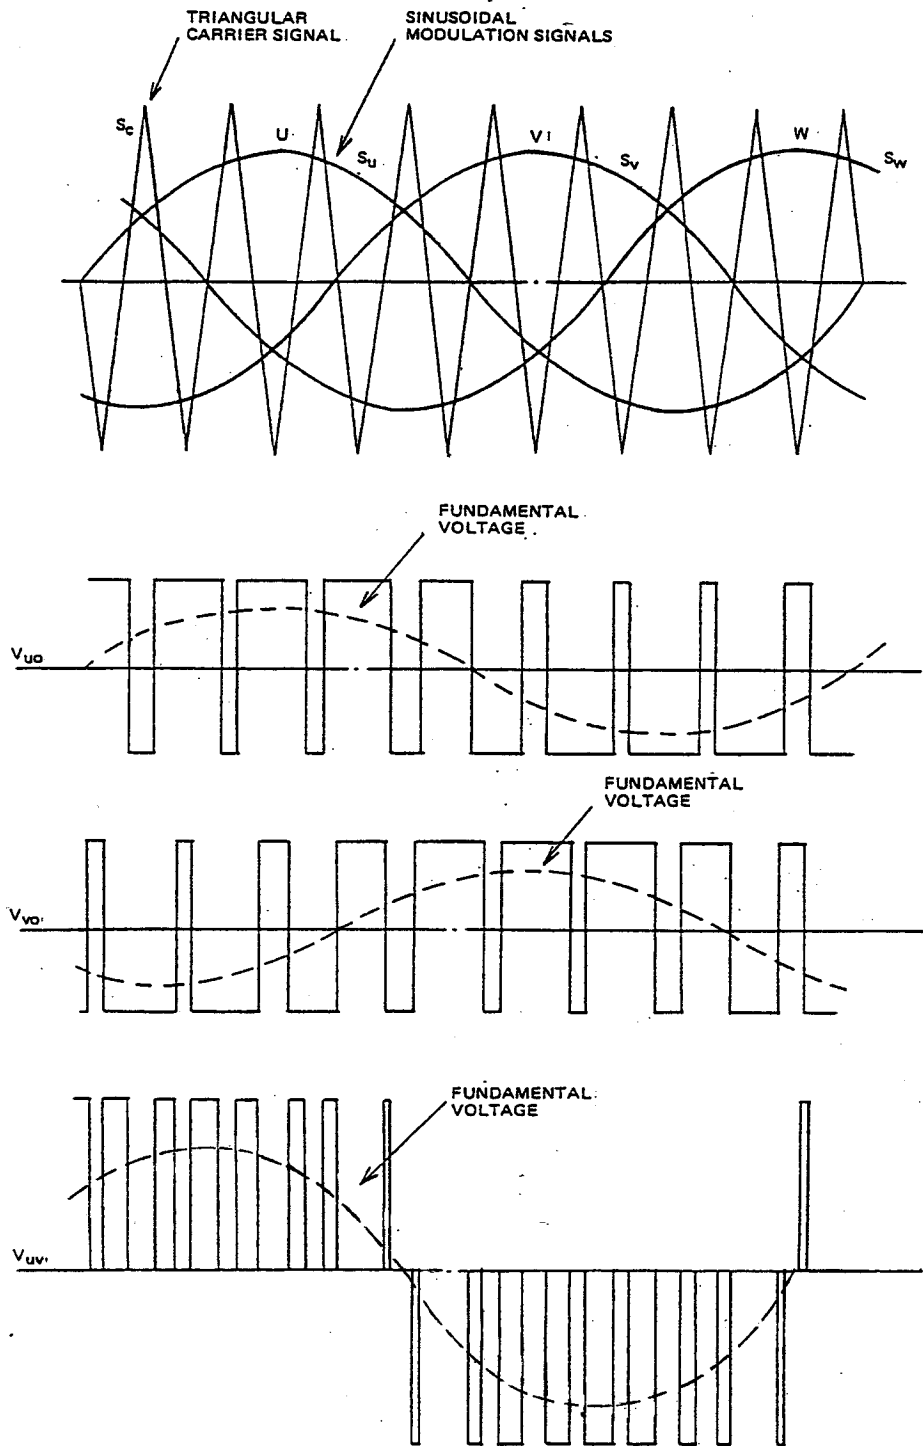 TRIANGULAR
CARRIER SIGNAL
SINUSOIDAL
MODULATION SIGNALS
Sc
U
Su
V
Sv
W
Sw
FUNDAMENTAL
VOLTAGE
Vuo
FUNDAMENTAL
VOLTAGE
Vvo
FUNDAMENTAL
VOLTAGE
Vuv